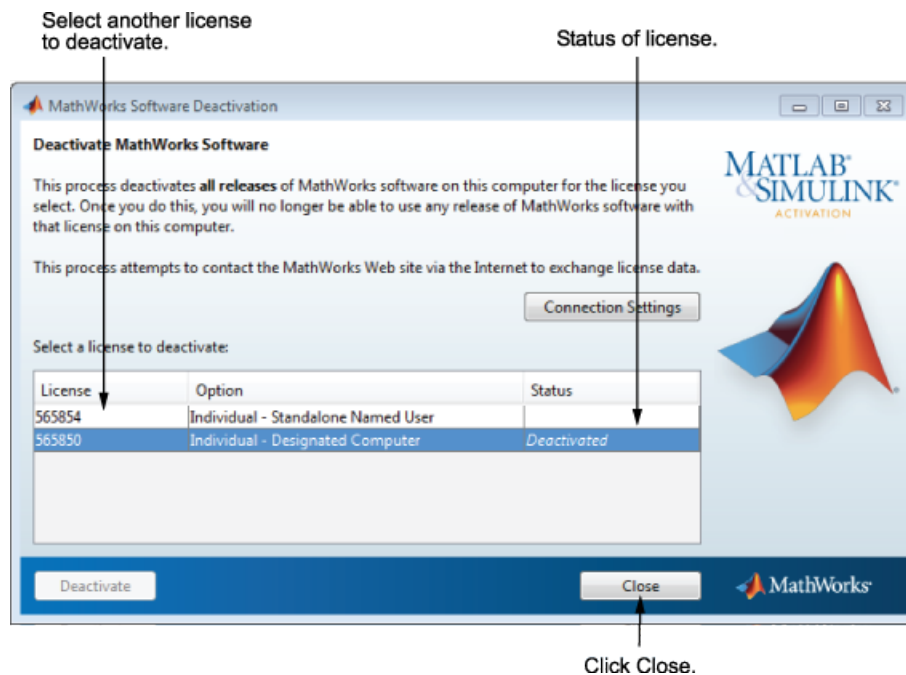 Select another license
to deactivate.
Status of license.
MathWorks Software Deactivation
Deactivate MathWorks Software
This process deactivates all releases of MathWorks software on this computer for the license you
select. Once you do this, you will no longer be able to use any release of MathWorks software with
that license on this computer.
This process attempts to contact the MathWorks Web site via the Internet to exchange license data.
MATLAB®
&SIMULINK®
ACTIVATION
Connection Settings
Select a license to deactivate:
License Option Status
565854 Individual - Standalone Named User
565850 Individual - Designated Computer Deactivated
Deactivate Close MathWorks®
Click Close.